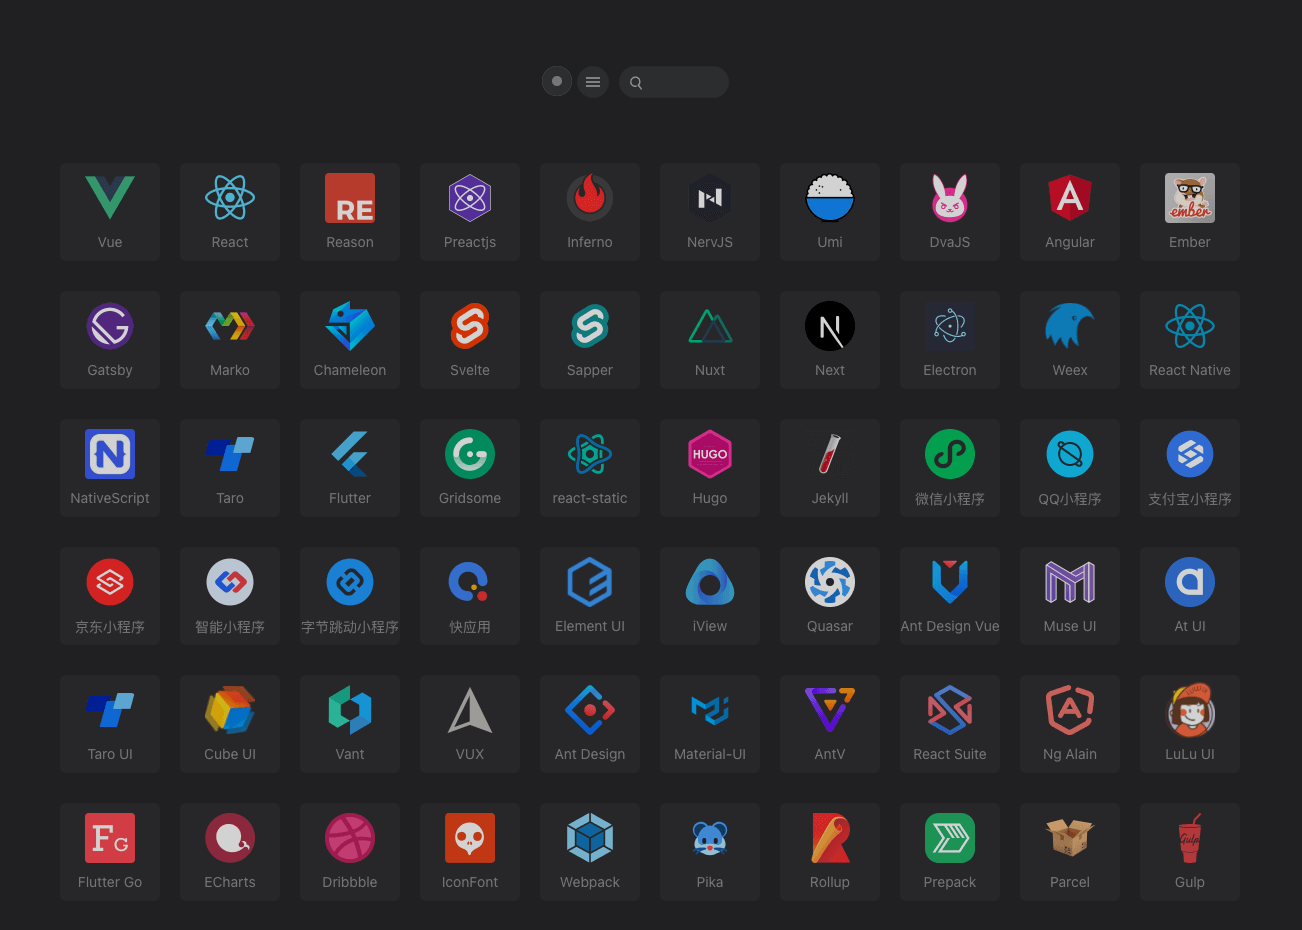 RE
Vue
React
Reason
Preactjs
Inferno
NervJS
Umi
DvaJS
A
Angular
ember
Ember
Gatsby
Marko
Chameleon
Svelte
Sapper
Nuxt
N
Next
Electron
Weex
React Native
N
NativeScript
Taro
Flutter
G
Gridsome
react-static
HUGO
Hugo
Jekyll
微信小程序
QQ小程序
支付宝小程序
京东小程序
智能小程序
字节跳动小程序
快应用
Element UI
iView
Quasar
Ant Design Vue
Muse UI
a
At UI
Taro UI
Cube UI
Vant
VUX
Ant Design
Material-UI
AntV
React Suite
A
Ng Alain
LuLu UI
FG
Flutter Go
ECharts
Dribbble
IconFont
Webpack
Pika
Rollup
Prepack
Parcel
Gulp
Gulp